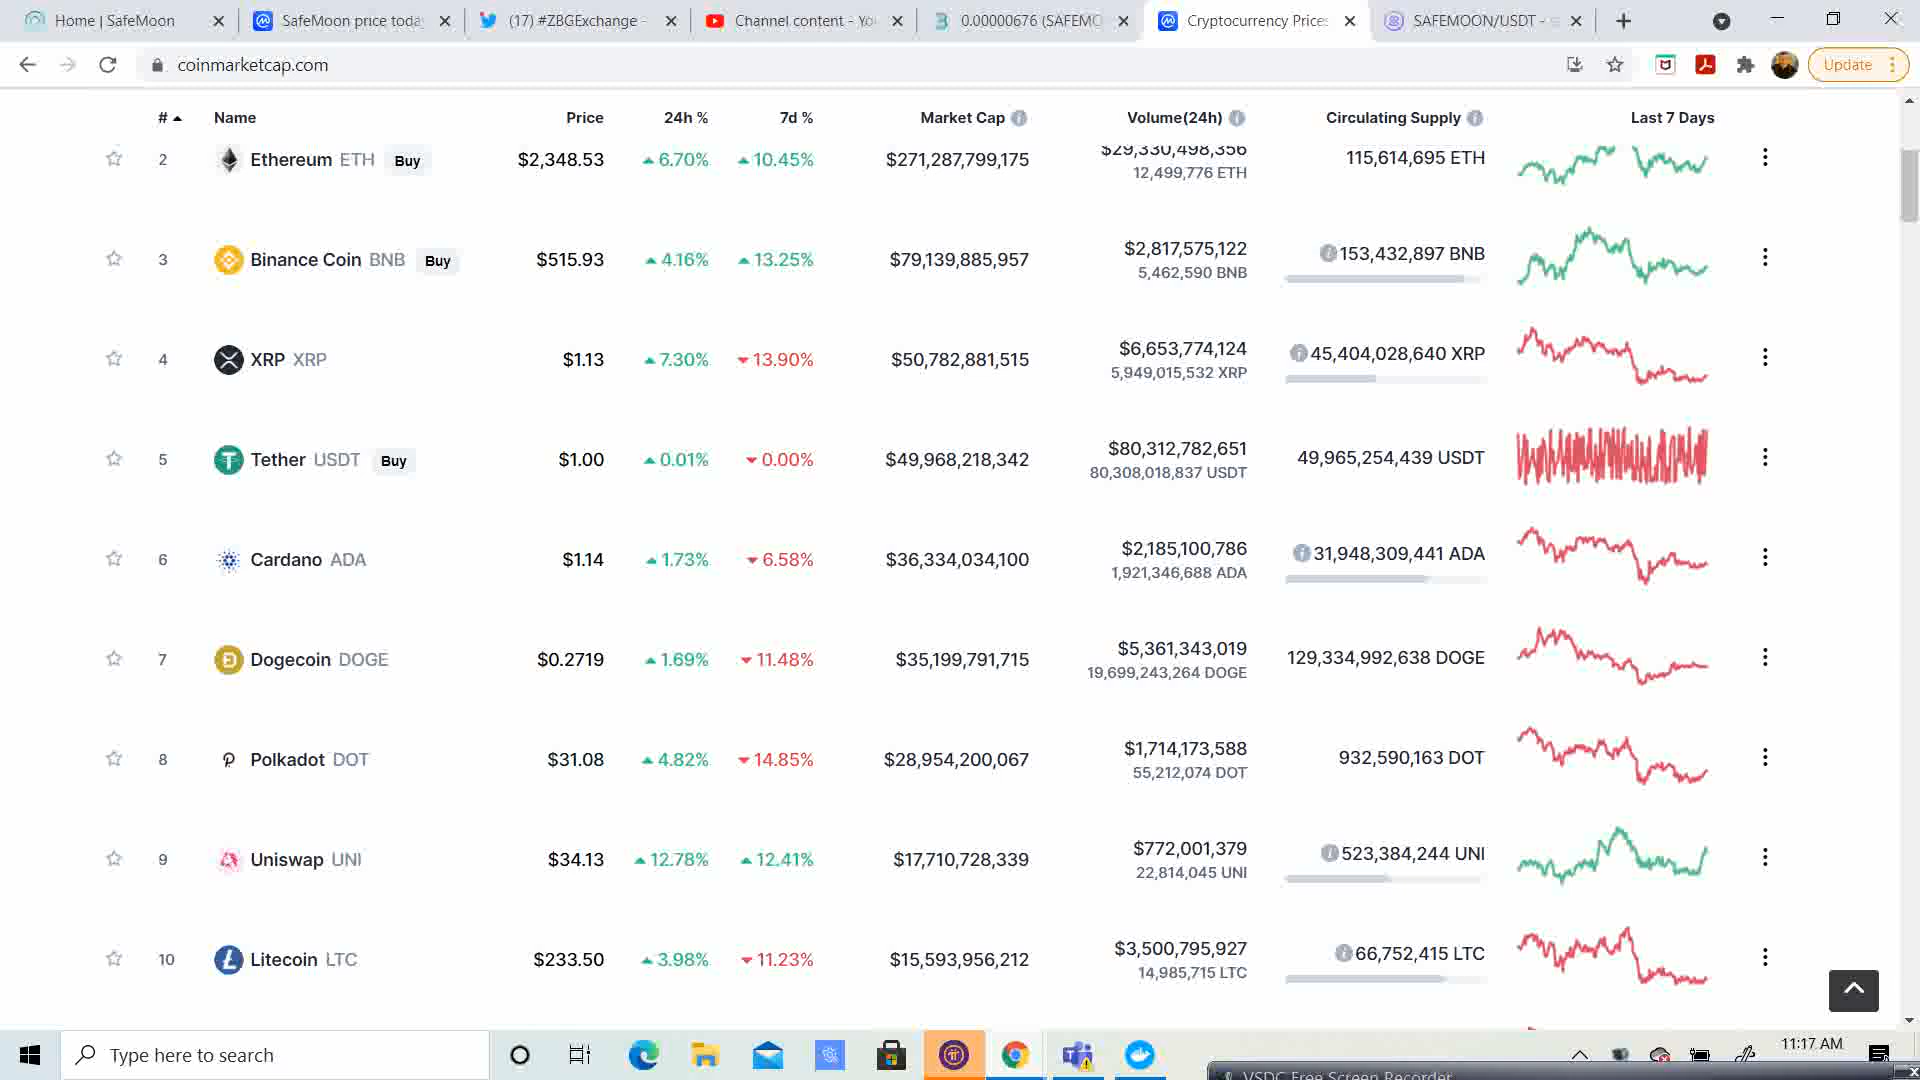 Home | SafeMoon
SafeMoon price toda
(17) #ZBGExchange -
Channel content - Yo
0.00000676 (SAFEMO
Cryptocurrency Prices
SAFEMOON/USDT -
coinmarketcap.com
Update
# Name Price 24h % 7d % Market Cap Volume(24h) Circulating Supply Last 7 Days
2 Ethereum ETH Buy $2,348.53 6.70% 10.45% $271,287,799,175 $29,330,498,356 115,614,695 ETH
12,499,776 ETH
3 Binance Coin BNB Buy $515.93 4.16% 13.25% $79,139,885,957 $2,817,575,122 153,432,897 BNB
5,462,590 BNB
4 XRP XRP $1.13 7.30% 13.90% $50,782,881,515 $6,653,774,124 45,404,028,640 XRP
5,949,015,532 XRP
5 Tether USDT Buy $1.00 0.01% 0.00% $49,968,218,342 $80,312,782,651 49,965,254,439 USDT
80,308,018,837 USDT
6 Cardano ADA $1.14 1.73% 6.58% $36,334,034,100 $2,185,100,786 31,948,309,441 ADA
1,921,346,688 ADA
7 Dogecoin DOGE $0.2719 1.69% 11.48% $35,199,791,715 $5,361,343,019 129,334,992,638 DOGE
19,699,243,264 DOGE
8 Polkadot DOT $31.08 4.82% 14.85% $28,954,200,067 $1,714,173,588 932,590,163 DOT
55,212,074 DOT
9 Uniswap UNI $34.13 12.78% 12.41% $17,710,728,339 $772,001,379 523,384,244 UNI
22,814,045 UNI
10 Litecoin LTC $233.50 3.98% 11.23% $15,593,956,212 $3,500,795,927 66,752,415 LTC
14,985,715 LTC
Type here to search
11:17 AM
VSDC Free Screen Recorder